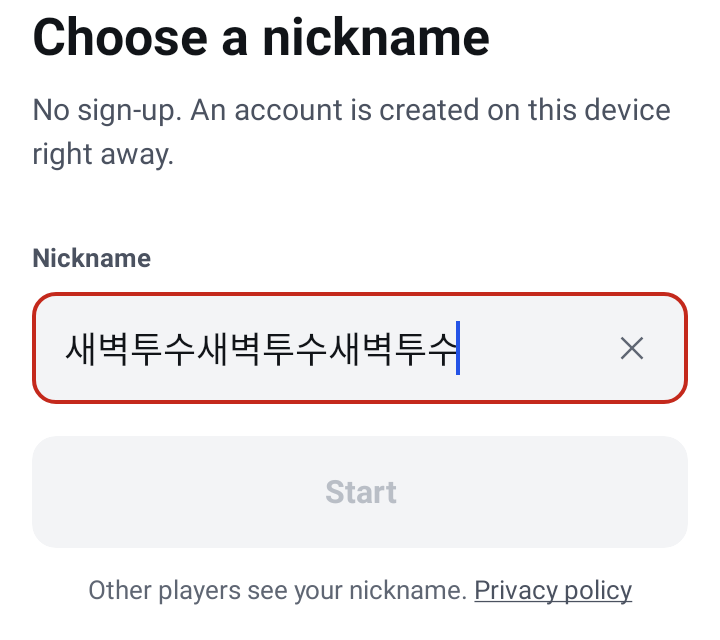 Choose a nickname
No sign-up. An account is created on this device
right away.
Nickname
새벽투수새벽투수새벽투수
Start
Other players see your nickname. Privacy policy